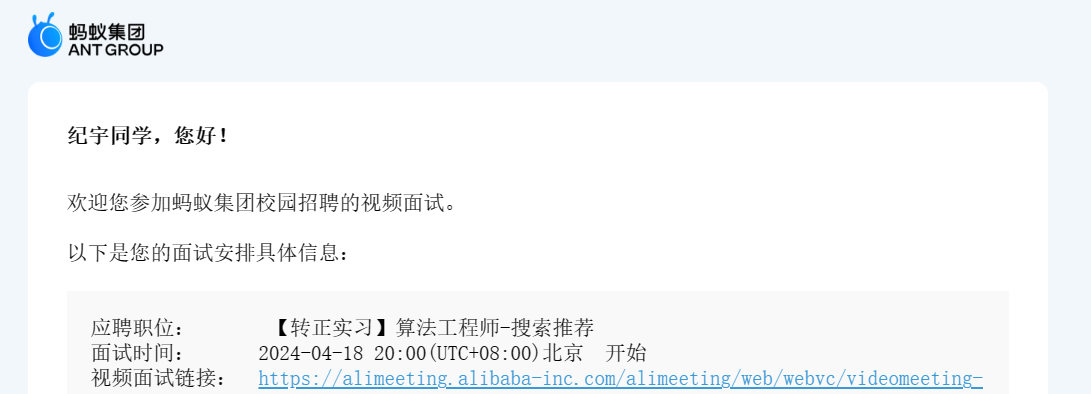 蚂蚁集团
ANT GROUP
纪宇同学，您好！
欢迎您参加蚂蚁集团校园招聘的视频面试。
以下是您的面试安排具体信息：
应聘职位： 【转正实习】算法工程师-搜索推荐
面试时间： 2024-04-18 20:00(UTC+08:00)北京 开始
视频面试链接： https://alimeeting.alibaba-inc.com/alimeeting/web/webvc/videomeeting-